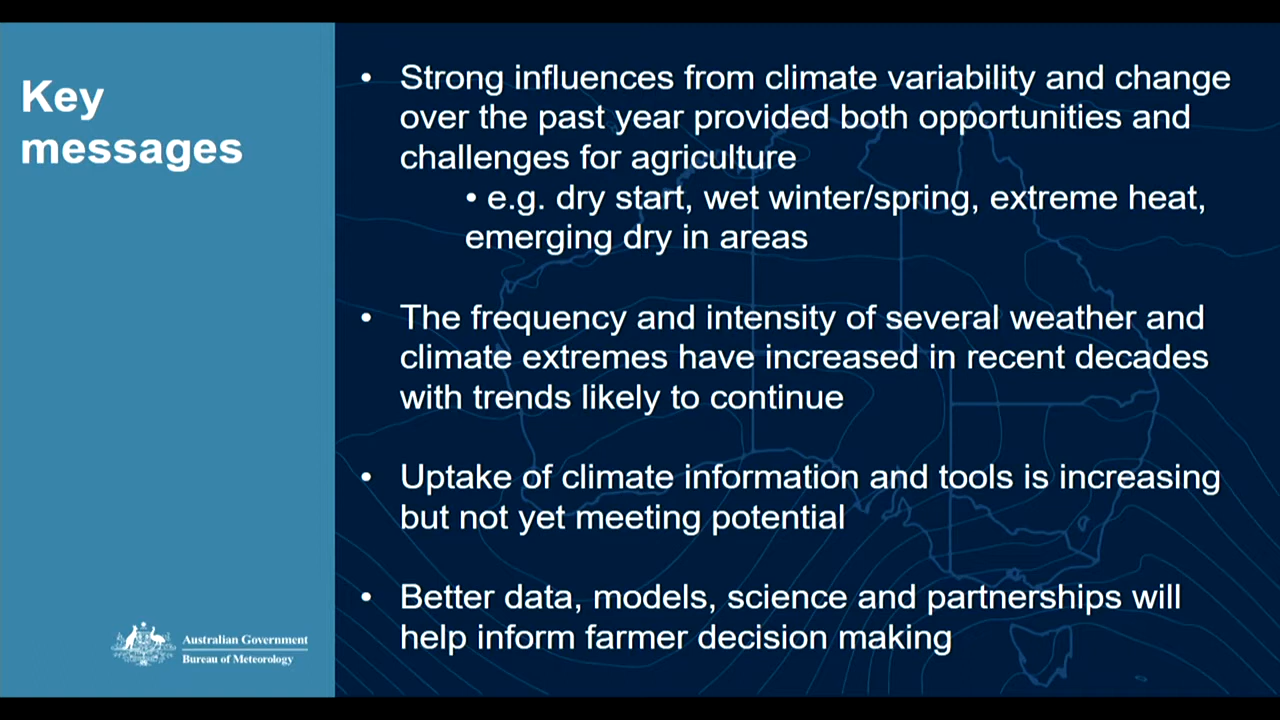 Key
messages
• Strong influences from climate variability and change
over the past year provided both opportunities and
challenges for agriculture
• e.g. dry start, wet winter/spring, extreme heat,
emerging dry in areas
• The frequency and intensity of several weather and
climate extremes have increased in recent decades
with trends likely to continue
• Uptake of climate information and tools is increasing
but not yet meeting potential
• Better data, models, science and partnerships will
help inform farmer decision making
Australian Government
Bureau of Meteorology